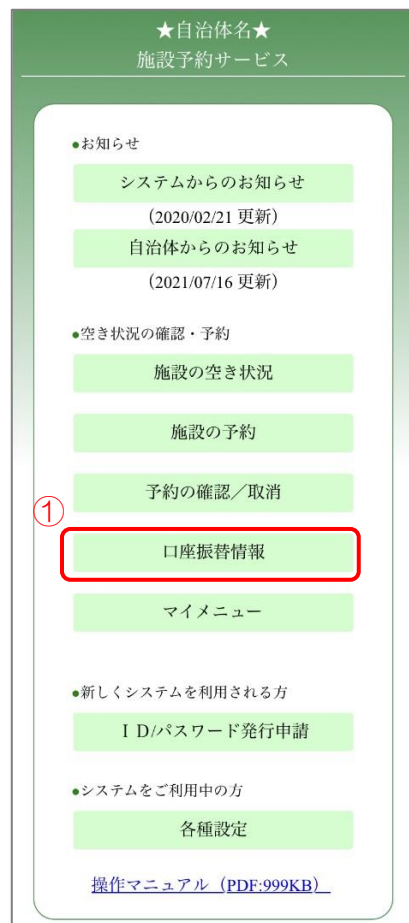 ★自治体名★
施設予約サービス
●お知らせ
システムからのお知らせ
（2020/02/21 更新）
自治体からのお知らせ
（2021/07/16 更新）
●空き状況の確認・予約
施設の空き状況
施設の予約
予約の確認／取消
①
口座振替情報
マイメニュー
●新しくシステムを利用される方
ＩＤ/パスワード発行申請
●システムをご利用中の方
各種設定
操作マニュアル（PDF:999KB）